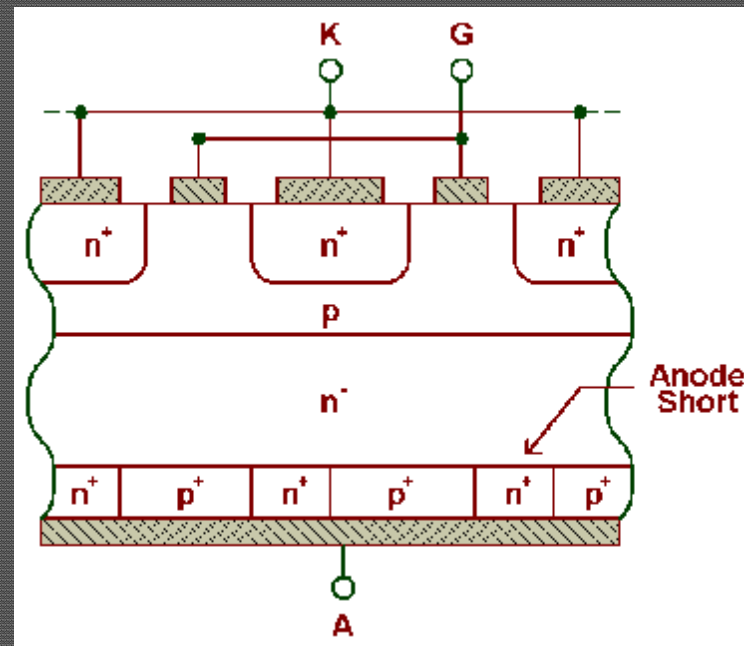 K G
n⁺ n⁺ n⁺
p
n⁻
Anode
Short
n⁺ p⁺ n⁺ p⁺ n⁺ p⁺
A